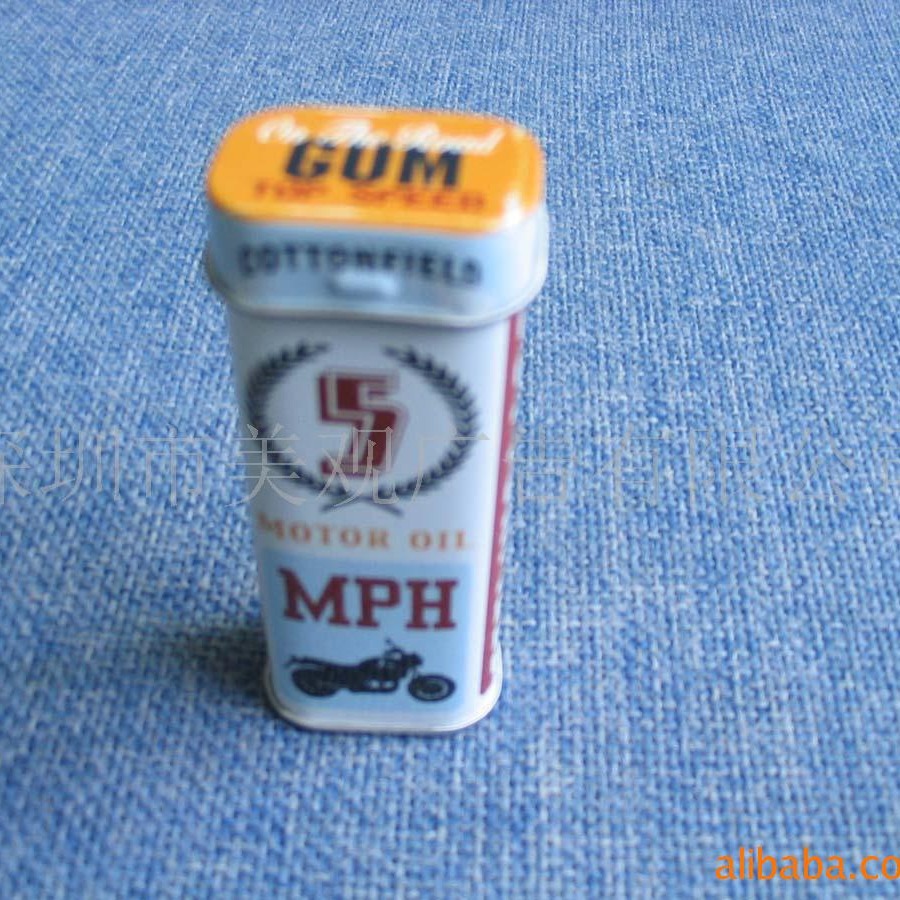 On The Road
GUM
TOP SPEED
COTTONFIELD
5
MOTOR OIL
MPH
深圳市美观广告有限公司
alibaba.co